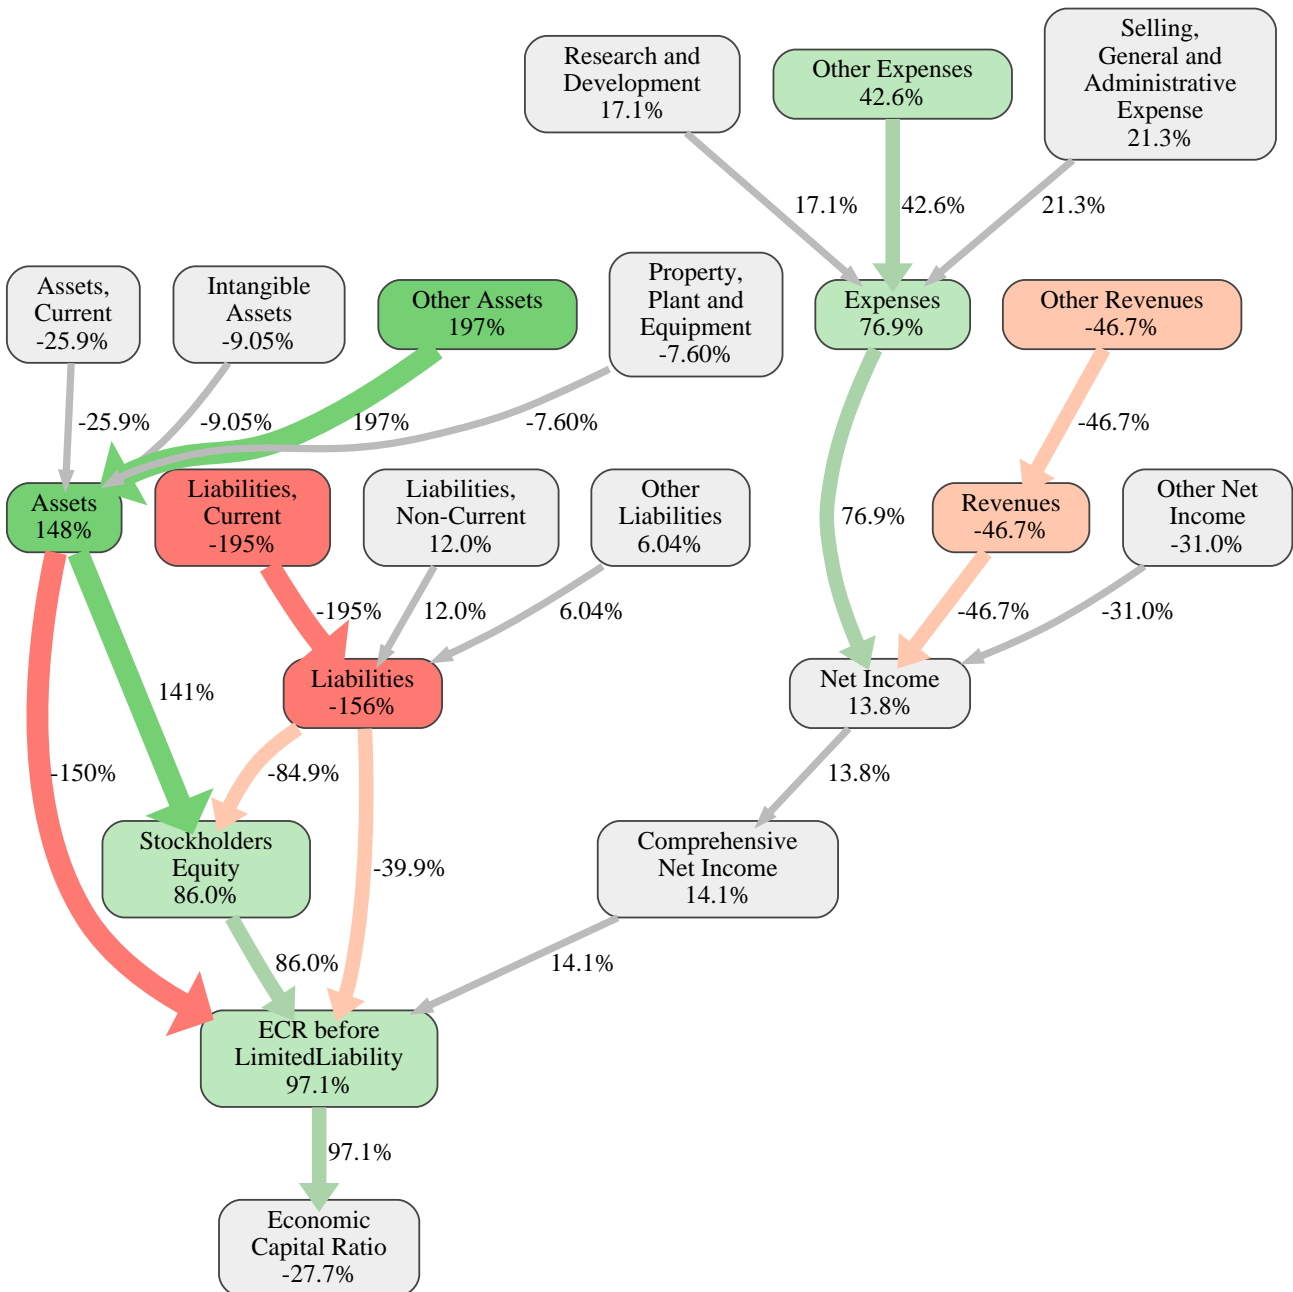 Research and
Development
17.1%
Other Expenses
42.6%
Selling,
General and
Administrative
Expense
21.3%
17.1%
42.6%
21.3%
Assets,
Current
-25.9%
Intangible
Assets
-9.05%
Other Assets
197%
Property,
Plant and
Equipment
-7.60%
Expenses
76.9%
Other Revenues
-46.7%
-25.9%
-9.05%
197%
-7.60%
-46.7%
Assets
148%
Liabilities,
Current
-195%
Liabilities,
Non-Current
12.0%
Other
Liabilities
6.04%
76.9%
Revenues
-46.7%
Other Net
Income
-31.0%
-195%
12.0%
6.04%
-46.7%
-31.0%
141%
Liabilities
-156%
Net Income
13.8%
-150%
-84.9%
13.8%
Stockholders
Equity
86.0%
-39.9%
Comprehensive
Net Income
14.1%
86.0%
14.1%
ECR before
LimitedLiability
97.1%
97.1%
Economic
Capital Ratio
-27.7%